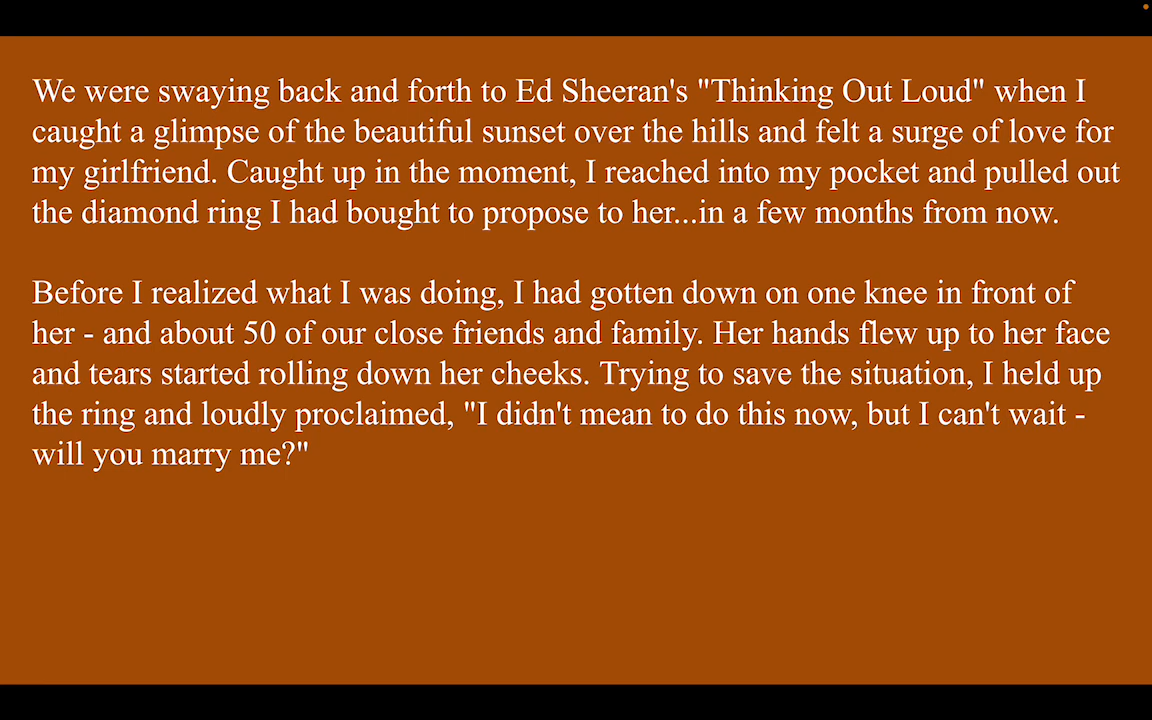 We were swaying back and forth to Ed Sheeran's "Thinking Out Loud" when I
caught a glimpse of the beautiful sunset over the hills and felt a surge of love for
my girlfriend. Caught up in the moment, I reached into my pocket and pulled out
the diamond ring I had bought to propose to her...in a few months from now.
Before I realized what I was doing, I had gotten down on one knee in front of
her - and about 50 of our close friends and family. Her hands flew up to her face
and tears started rolling down her cheeks. Trying to save the situation, I held up
the ring and loudly proclaimed, "I didn't mean to do this now, but I can't wait -
will you marry me?"